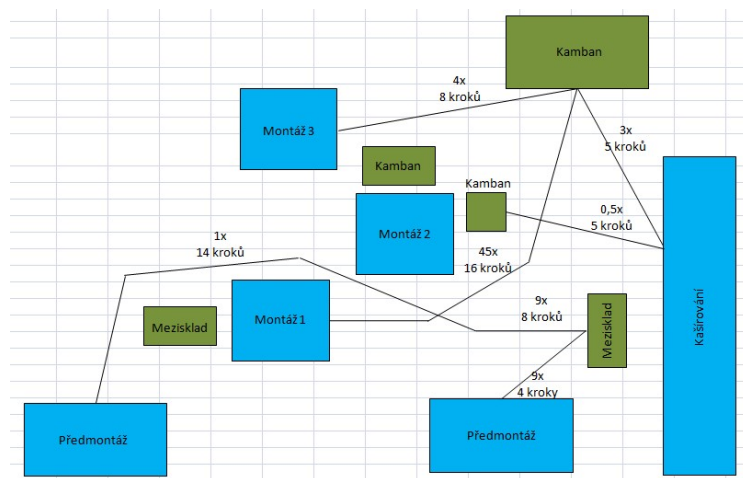 Kamban
4x
8 kroků
Montáž 3
3x
5 kroků
Kamban
Kamban
0,5x
5 kroků
1x
14 kroků
Montáž 2
45x
16 kroků
9x
8 kroků
Mezisklad
Montáž 1
Mezisklad
Kašírování
9x
4 kroky
Předmontáž
Předmontáž